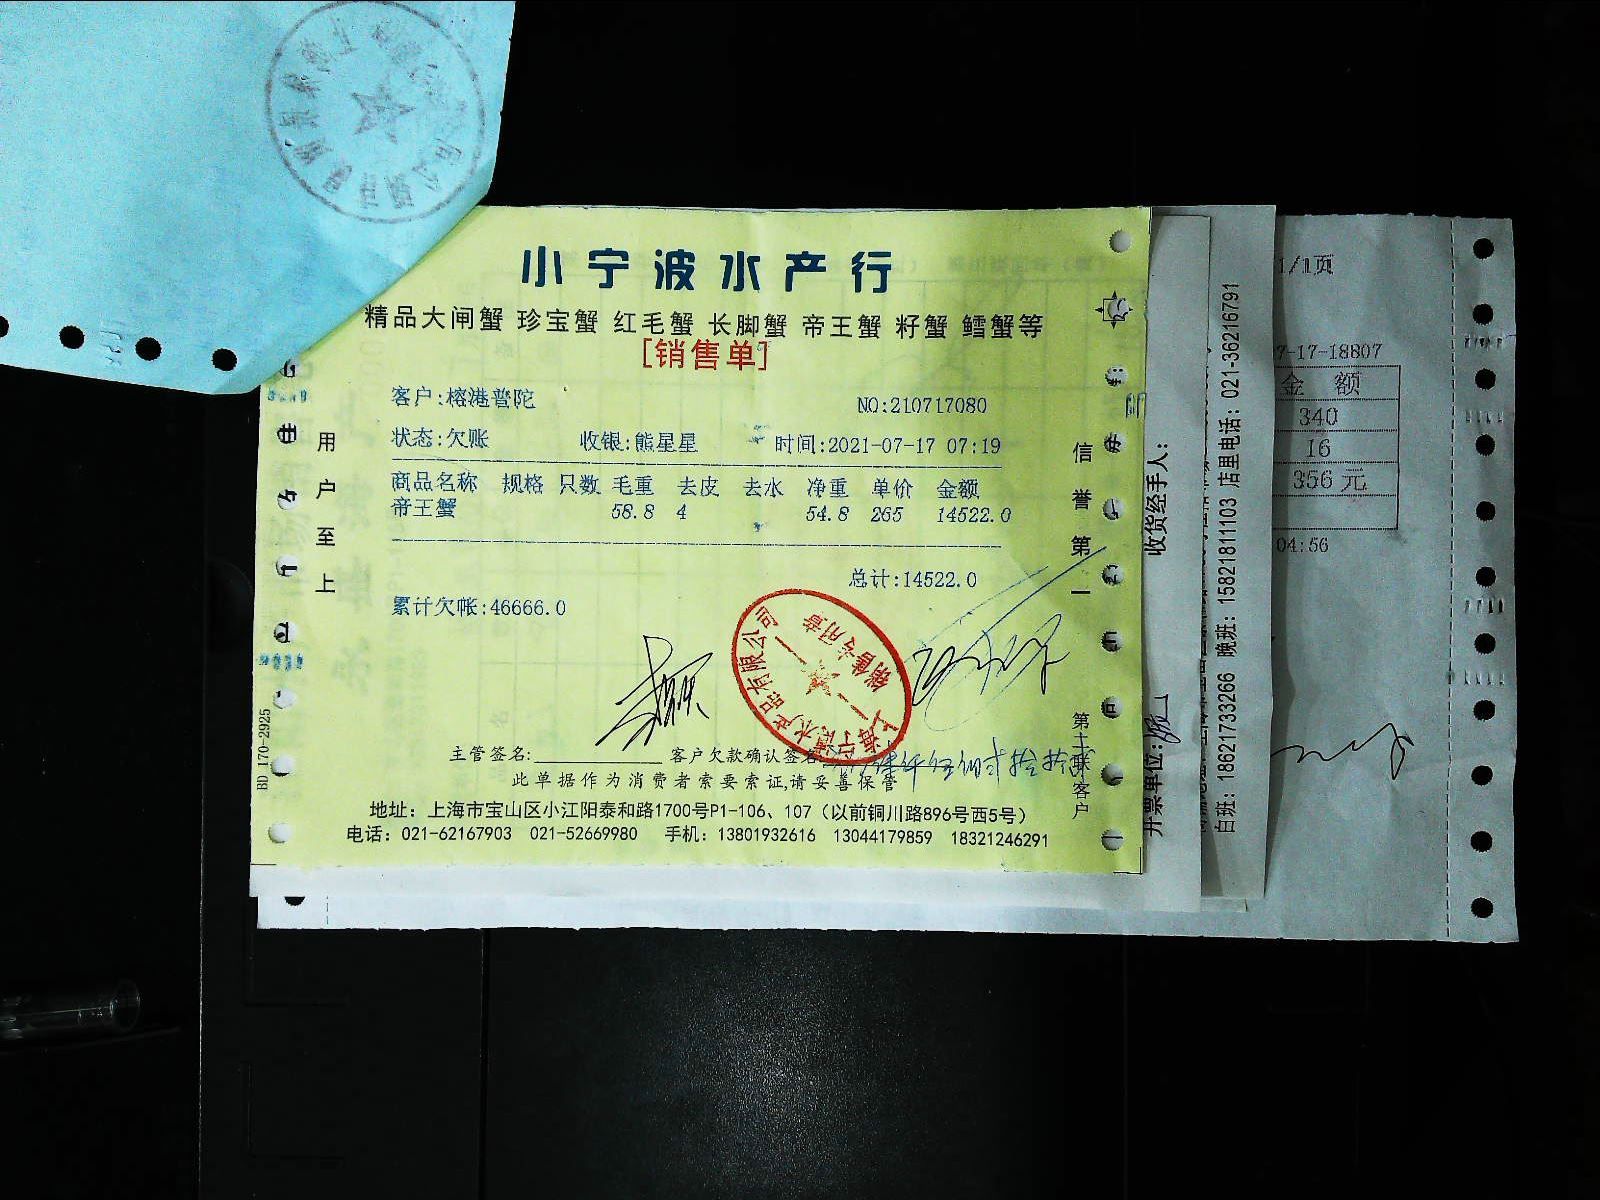 小宁波水产行
精品大闸蟹 珍宝蟹 红毛蟹 长脚蟹 帝王蟹 籽蟹 鳕蟹等
[销售单]
客户:榕港普陀 NO:210717080
状态:欠账 收银:熊星星 时间:2021-07-17 07:19
商品名称 规格 只数 毛重 去皮 去水 净重 单价 金额
帝王蟹 58.8 4 54.8 265 14522.0
总计:14522.0
累计欠帐:46666.0
主管签名: 客户欠款确认签名
此单据作为消费者索要索证,请妥善保管
地址：上海市宝山区小江阳泰和路1700号P1-106、107（以前铜川路896号西5号）
电话：021-62167903 021-52669980 手机：13801932616 13044179859 18321246291
用户至上
信誉第一
BD 170-2925
销售专用章
收货经手人:
开票单位:
白班: 18621733266 晚班: 15821811103 店里电话: 021-36216791
1/1页
7-17-18807
金 额
340
16
356 元
04:56